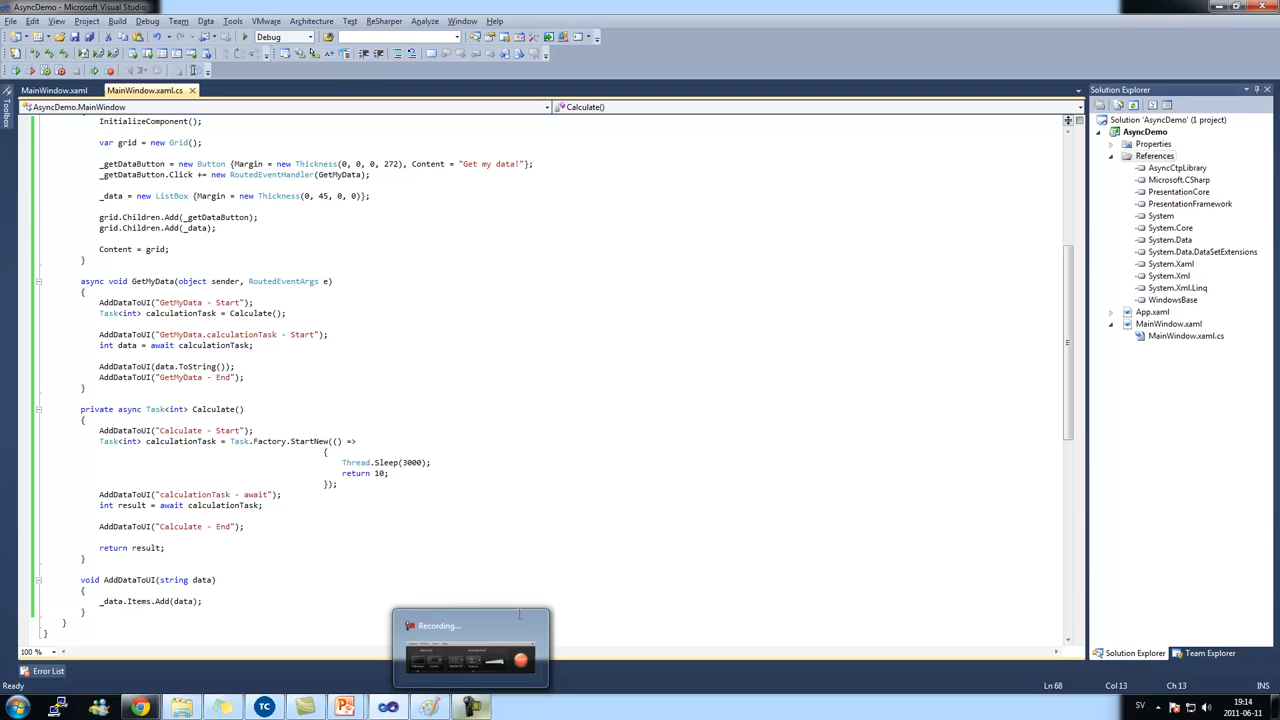 AsyncDemo - Microsoft Visual Studio
File Edit View Project Build Debug Team Data Tools VMware Architecture Test ReSharper Analyze Window Help
Debug
MainWindow.xaml MainWindow.xaml.cs
AsyncDemo.MainWindow Calculate()
Toolbox
InitializeComponent();
var grid = new Grid();
_getDataButton = new Button {Margin = new Thickness(0, 0, 0, 272), Content = "Get my data!"};
_getDataButton.Click += new RoutedEventHandler(GetMyData);
_data = new ListBox {Margin = new Thickness(0, 45, 0, 0)};
grid.Children.Add(_getDataButton);
grid.Children.Add(_data);
Content = grid;
}
async void GetMyData(object sender, RoutedEventArgs e)
{
AddDataToUI("GetMyData - Start");
Task<int> calculationTask = Calculate();
AddDataToUI("GetMyData.calculationTask - Start");
int data = await calculationTask;
AddDataToUI(data.ToString());
AddDataToUI("GetMyData - End");
}
private async Task<int> Calculate()
{
AddDataToUI("Calculate - Start");
Task<int> calculationTask = Task.Factory.StartNew(() =>
{
Thread.Sleep(3000);
return 10;
});
AddDataToUI("calculationTask - await");
int result = await calculationTask;
AddDataToUI("Calculate - End");
return result;
}
void AddDataToUI(string data)
{
_data.Items.Add(data);
}
}
}
100 %
Error List
Ready
Ln 68 Col 13 Ch 13 INS
Recording...
Solution Explorer
Solution 'AsyncDemo' (1 project)
AsyncDemo
Properties
References
AsyncCtpLibrary
Microsoft.CSharp
PresentationCore
PresentationFramework
System
System.Core
System.Data
System.Data.DataSetExtensions
System.Xaml
System.Xml
System.Xml.Linq
WindowsBase
App.xaml
MainWindow.xaml
MainWindow.xaml.cs
Solution Explorer Team Explorer
TC
SV
19:14
2011-06-11